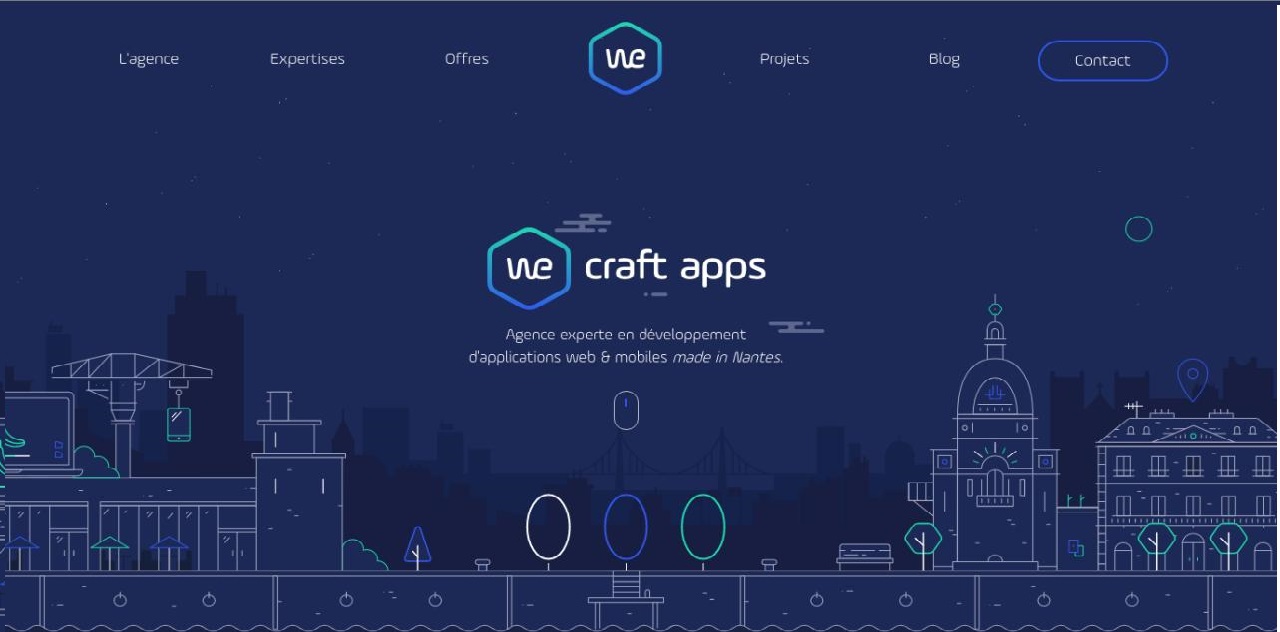 L'agence
Expertises
Offres
we
Projets
Blog
Contact
we craft apps
Agence experte en développement
d'applications web & mobiles made in Nantes.